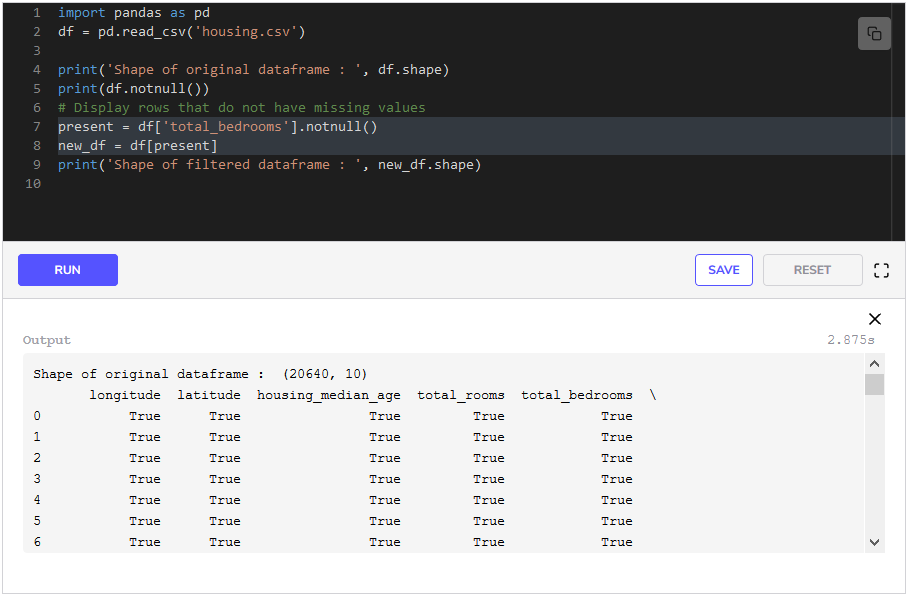 1 import pandas as pd
2 df = pd.read_csv('housing.csv')
3
4 print('Shape of original dataframe : ', df.shape)
5 print(df.notnull())
6 # Display rows that do not have missing values
7 present = df['total_bedrooms'].notnull()
8 new_df = df[present]
9 print('Shape of filtered dataframe : ', new_df.shape)
10
RUN SAVE RESET
Output 2.875s
Shape of original dataframe :  (20640, 10)
longitude latitude housing_median_age total_rooms total_bedrooms \
0 True True True True True
1 True True True True True
2 True True True True True
3 True True True True True
4 True True True True True
5 True True True True True
6 True True True True True